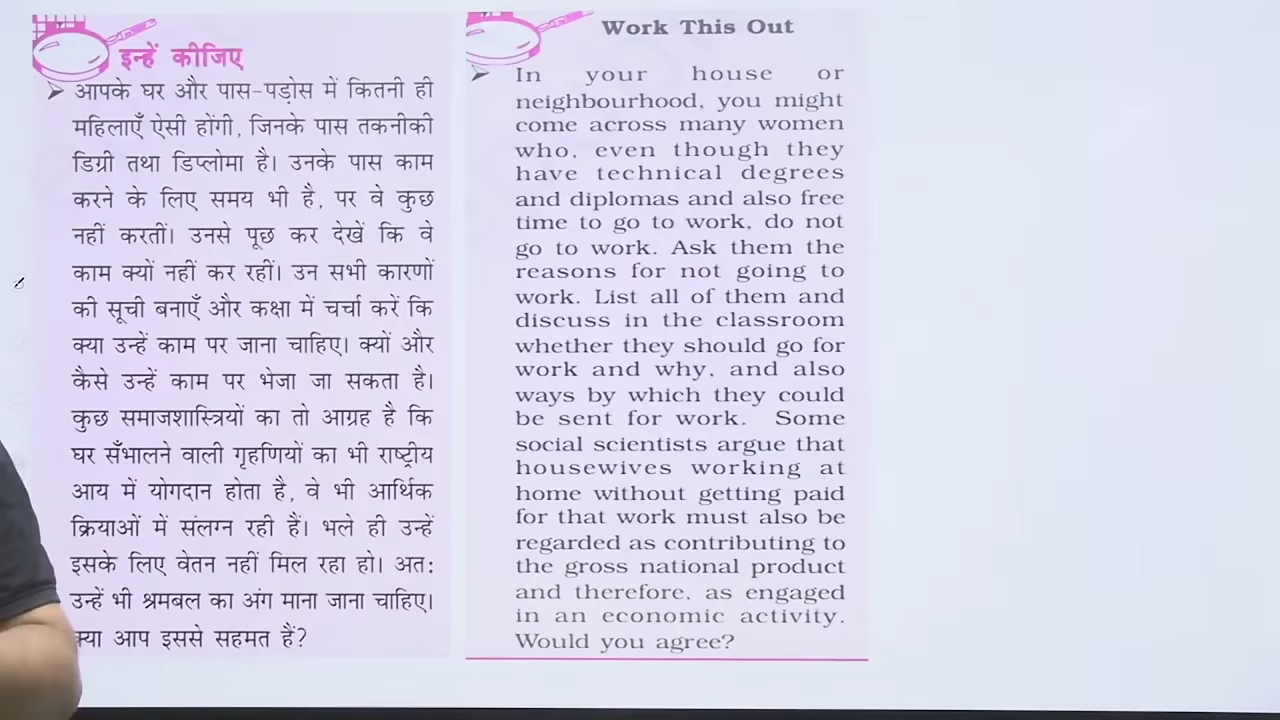 इन्हें कीजिए
आपके घर और पास-पड़ोस में कितनी ही
महिलाएँ ऐसी होंगी, जिनके पास तकनीकी
डिग्री तथा डिप्लोमा है। उनके पास काम
करने के लिए समय भी है, पर वे कुछ
नहीं करतीं। उनसे पूछ कर देखें कि वे
काम क्यों नहीं कर रहीं। उन सभी कारणों
की सूची बनाएँ और कक्षा में चर्चा करें कि
क्या उन्हें काम पर जाना चाहिए। क्यों और
कैसे उन्हें काम पर भेजा जा सकता है।
कुछ समाजशास्त्रियों का तो आग्रह है कि
घर सँभालने वाली गृहणियों का भी राष्ट्रीय
आय में योगदान होता है, वे भी आर्थिक
क्रियाओं में संलग्न रही हैं। भले ही उन्हें
इसके लिए वेतन नहीं मिल रहा हो। अत:
उन्हें भी श्रमबल का अंग माना जाना चाहिए।
क्या आप इससे सहमत हैं?
Work This Out
In your house or
neighbourhood, you might
come across many women
who, even though they
have technical degrees
and diplomas and also free
time to go to work, do not
go to work. Ask them the
reasons for not going to
work. List all of them and
discuss in the classroom
whether they should go for
work and why, and also
ways by which they could
be sent for work. Some
social scientists argue that
housewives working at
home without getting paid
for that work must also be
regarded as contributing to
the gross national product
and therefore, as engaged
in an economic activity.
Would you agree?